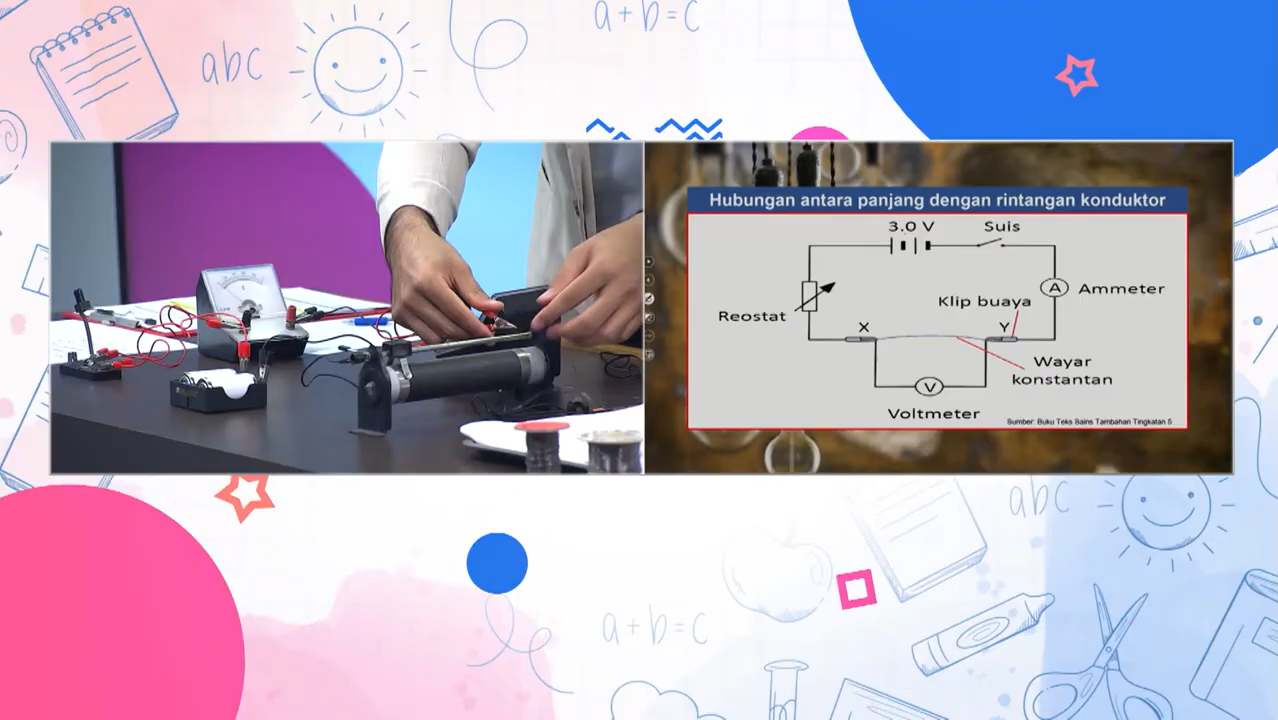 a+b=c
abc
Hubungan antara panjang dengan rintangan konduktor
3.0 V
Suis
A
Ammeter
Klip buaya
Reostat
X
Y
Wayar
konstantan
V
Voltmeter
Sumber: Buku Teks Sains Tambahan Tingkatan 5
abc
a+b=c